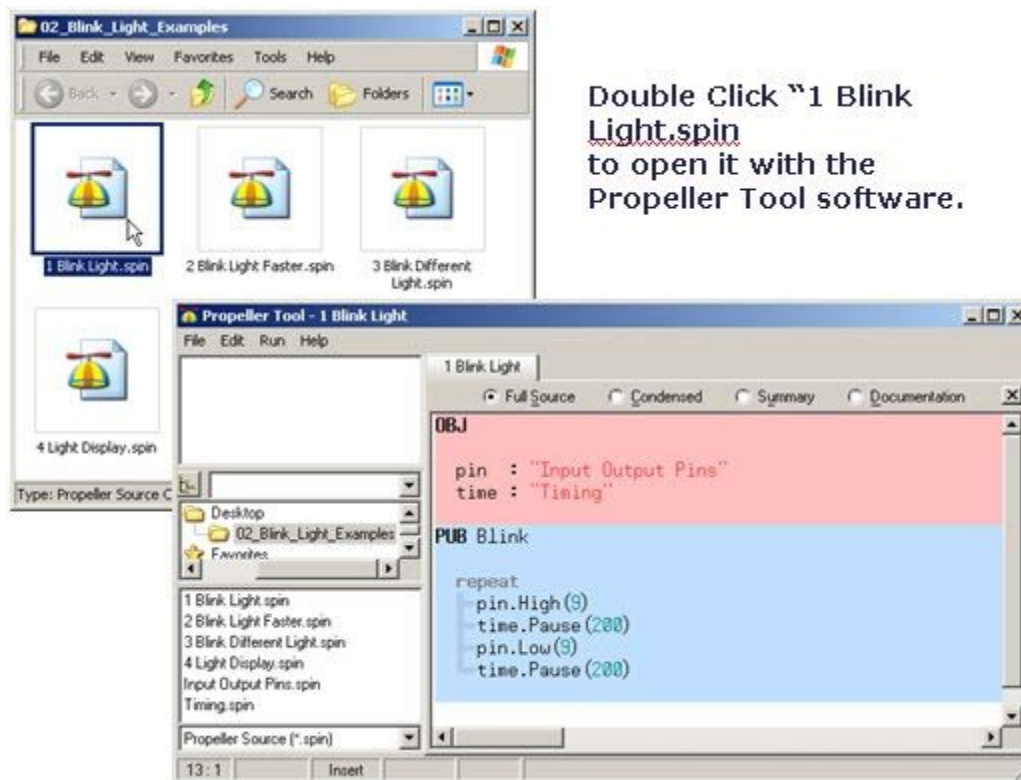 02_Blink_Light_Examples
File Edit View Favorites Tools Help
Back Search Folders
Double Click “1 Blink
Light.spin
to open it with the
Propeller Tool software.
1 Blink Light.spin
2 Blink Light Faster.spin
3 Blink Different
Light.spin
4 Light Display.spin
Type: Propeller Source C
Propeller Tool - 1 Blink Light
File Edit Run Help
1 Blink Light
Full Source Condensed Summary Documentation
Desktop
02_Blink_Light_Examples
Favorites
1 Blink Light.spin
2 Blink Light Faster.spin
3 Blink Different Light.spin
4 Light Display.spin
Input Output Pins.spin
Timing.spin
Propeller Source (*.spin)
OBJ
pin : "Input Output Pins"
time : "Timing"
PUB Blink
repeat
pin.High(9)
time.Pause(200)
pin.Low(9)
time.Pause(200)
13 : 1 Insert